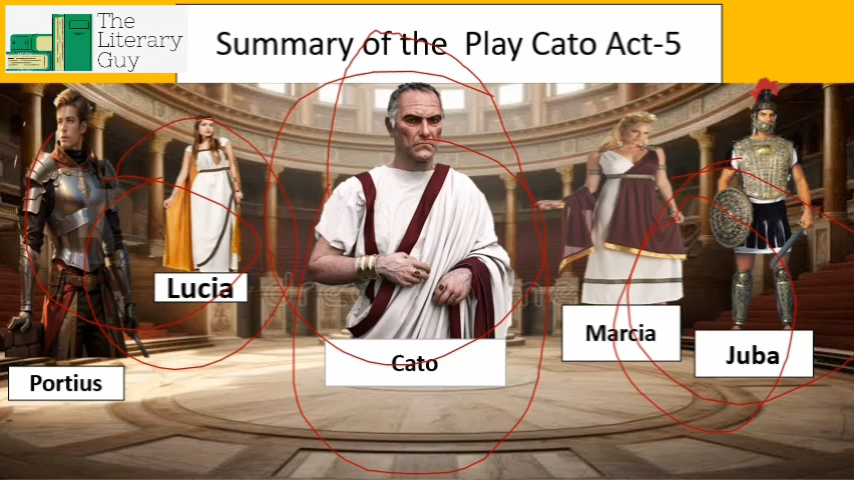 The
Literary
Guy
Summary of the Play Cato Act-5
Lucia
Marcia
Juba
Cato
Portius